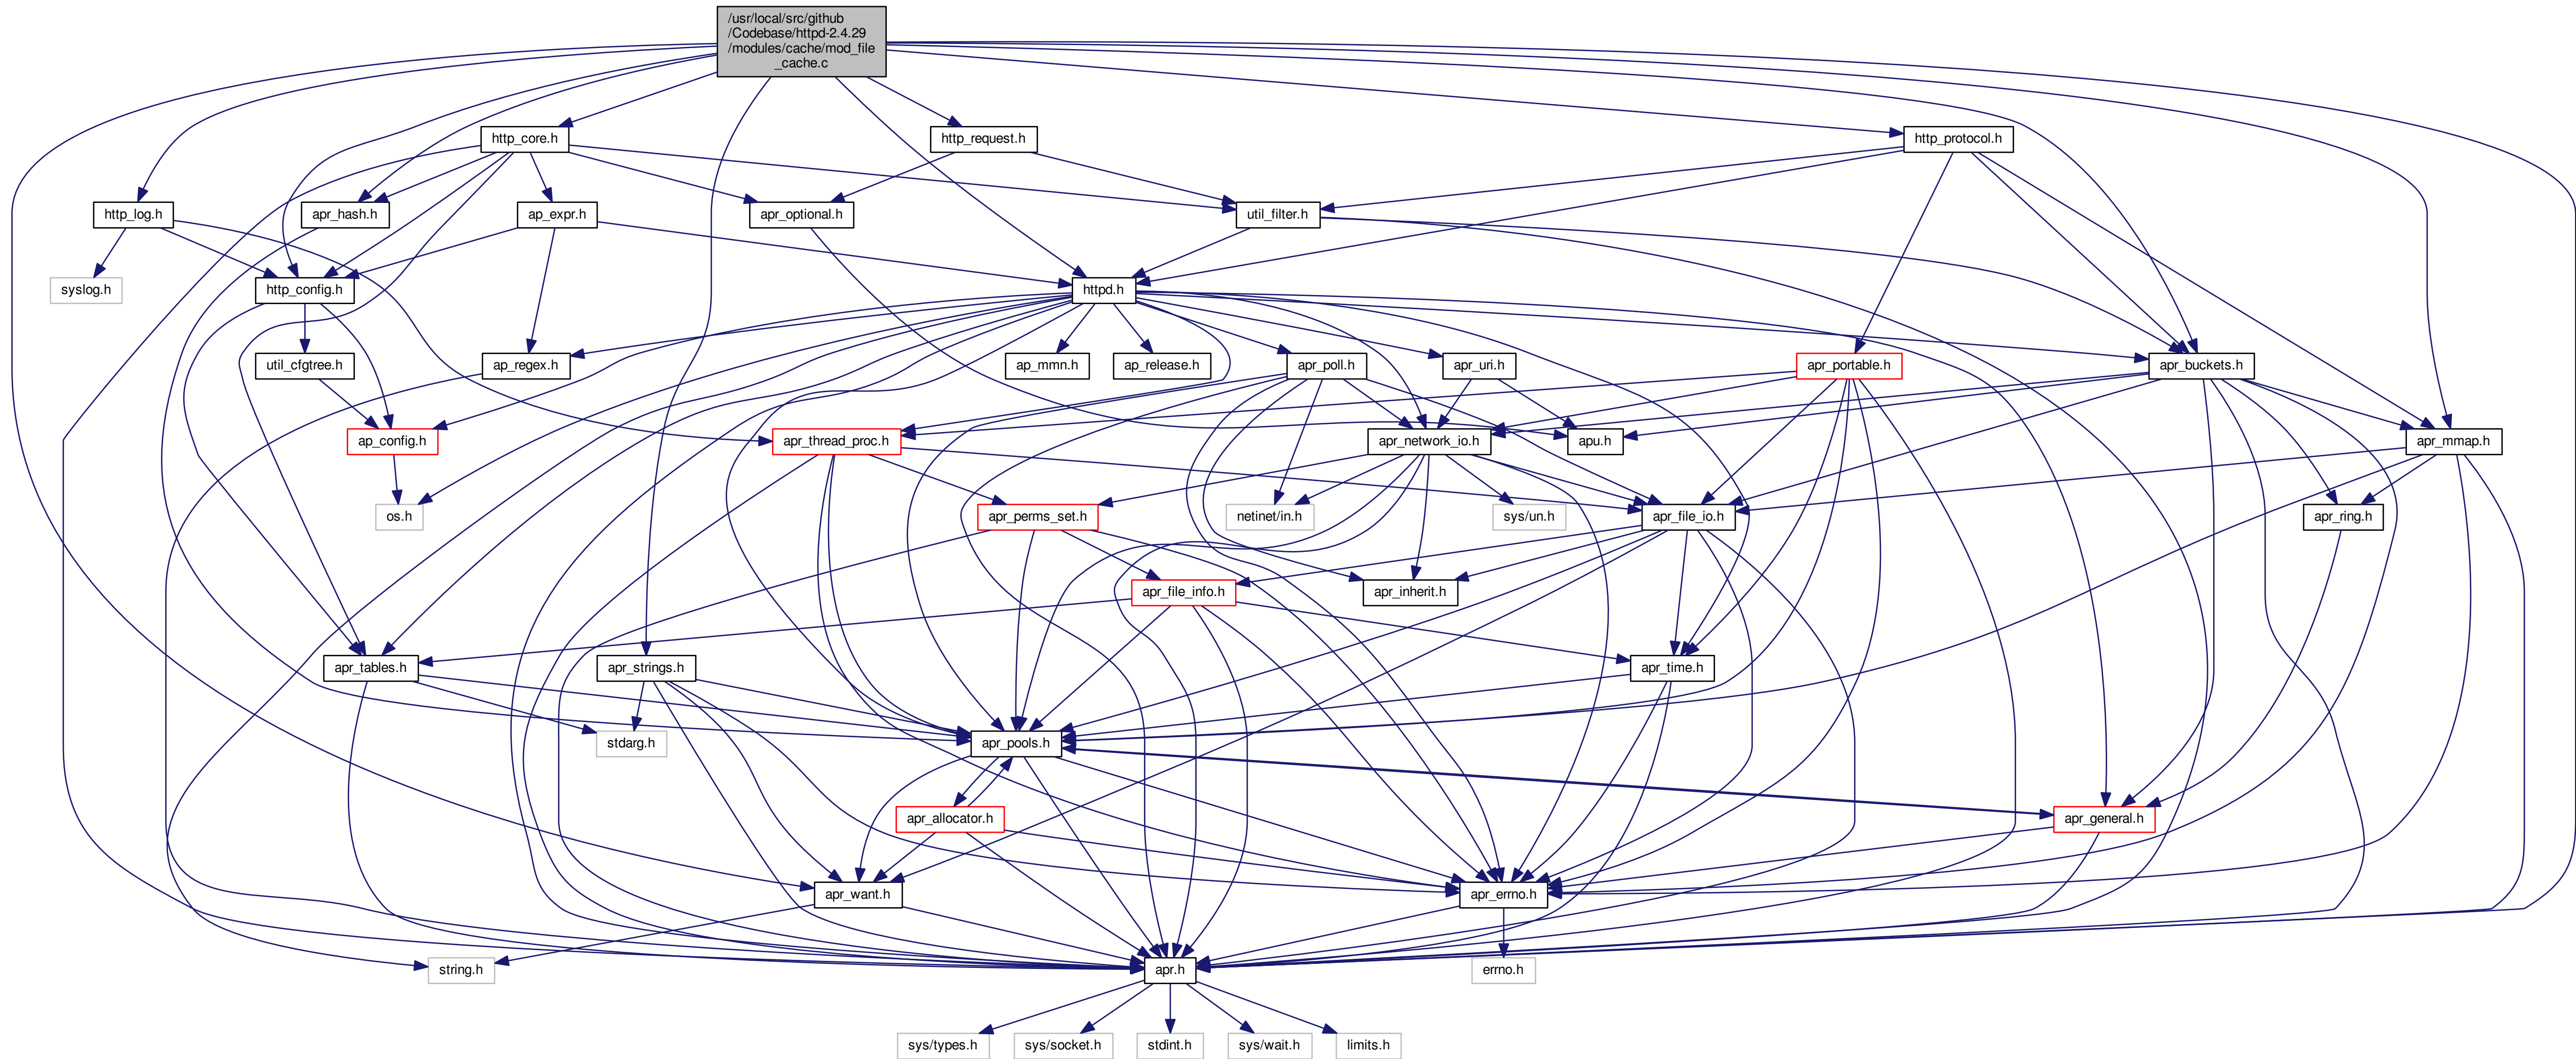 /usr/local/src/github
/Codebase/httpd-2.4.29
/modules/cache/mod_file
_cache.c
http_core.h
http_request.h
http_protocol.h
http_log.h
apr_hash.h
ap_expr.h
apr_optional.h
util_filter.h
syslog.h
http_config.h
httpd.h
util_cfgtree.h
ap_regex.h
ap_mmn.h
ap_release.h
apr_poll.h
apr_uri.h
apr_portable.h
apr_buckets.h
ap_config.h
apr_thread_proc.h
apr_network_io.h
apu.h
apr_mmap.h
os.h
apr_perms_set.h
netinet/in.h
sys/un.h
apr_file_io.h
apr_ring.h
apr_file_info.h
apr_inherit.h
apr_tables.h
apr_strings.h
apr_time.h
stdarg.h
apr_pools.h
apr_allocator.h
apr_general.h
apr_want.h
apr_errno.h
string.h
apr.h
errno.h
sys/types.h
sys/socket.h
stdint.h
sys/wait.h
limits.h